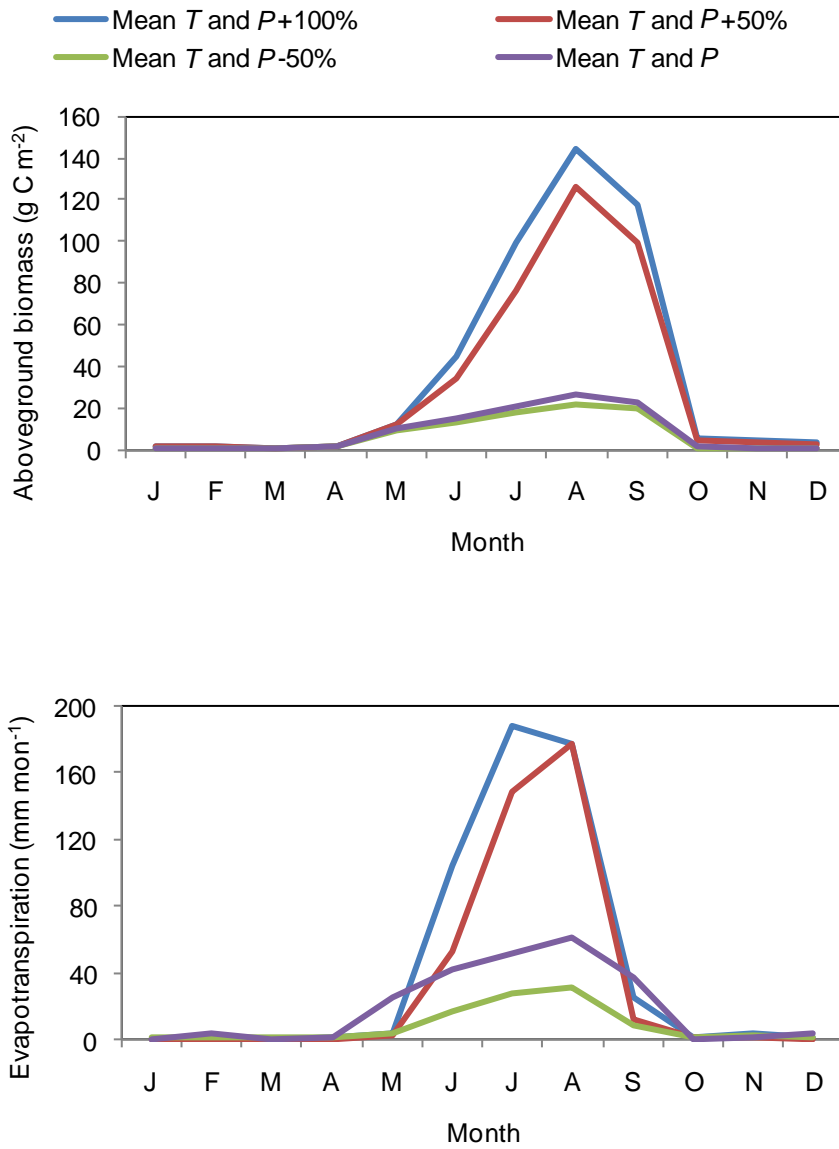 Mean T and P+100% Mean T and P+50%
Mean T and P-50% Mean T and P
Aboveground biomass (g C m-2)
160
140
120
100
80
60
40
20
0
J F M A M J J A S O N D
Month
Evapotranspiration (mm mon-1)
200
160
120
80
40
0
J F M A M J J A S O N D
Month